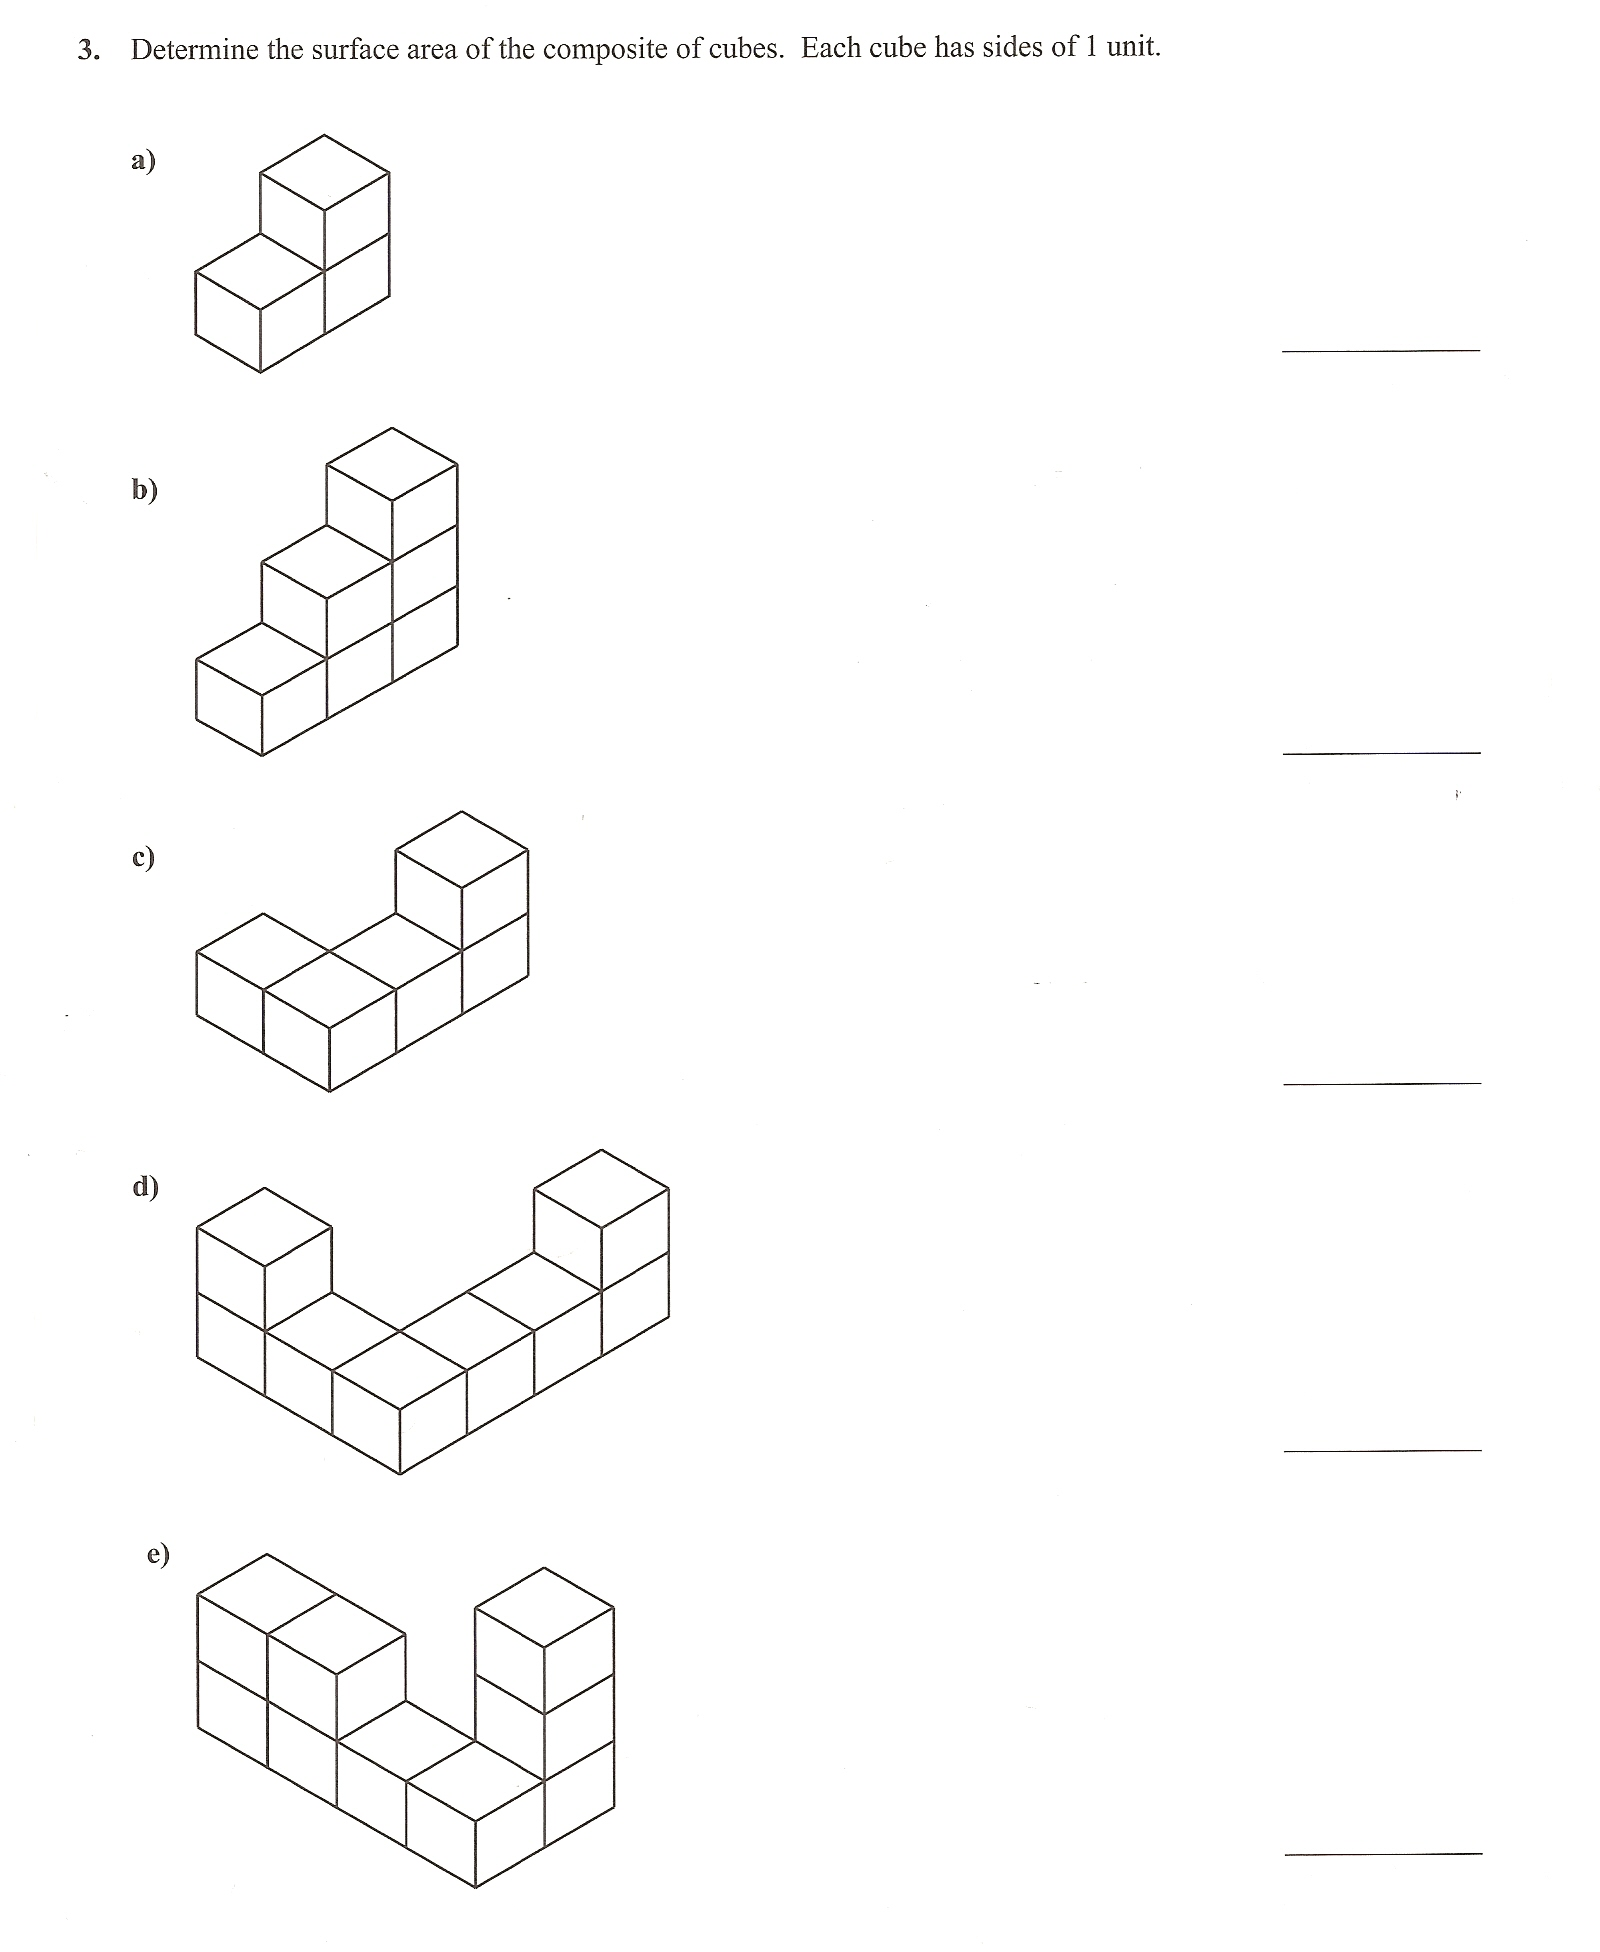 3. Determine the surface area of the composite of cubes. Each cube has sides of 1 unit.
a)
b)
c)
d)
e)